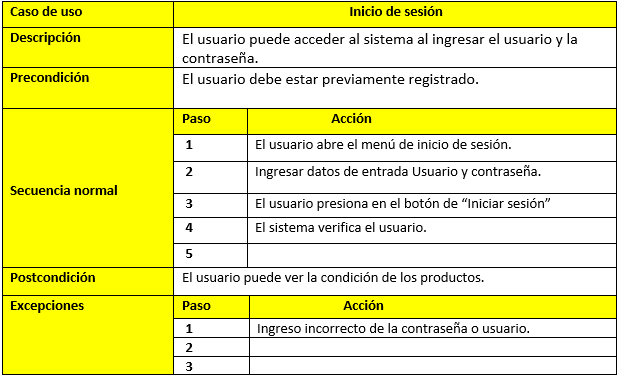 Caso de uso Inicio de sesión
Descripción El usuario puede acceder al sistema al ingresar el usuario y la
contraseña.
Precondición El usuario debe estar previamente registrado.
Secuencia normal
Paso Acción
1 El usuario abre el menú de inicio de sesión.
2 Ingresar datos de entrada Usuario y contraseña.
3 El usuario presiona en el botón de “Iniciar sesión”
4 El sistema verifica el usuario.
5
Postcondición El usuario puede ver la condición de los productos.
Excepciones Paso Acción
1 Ingreso incorrecto de la contraseña o usuario.
2
3